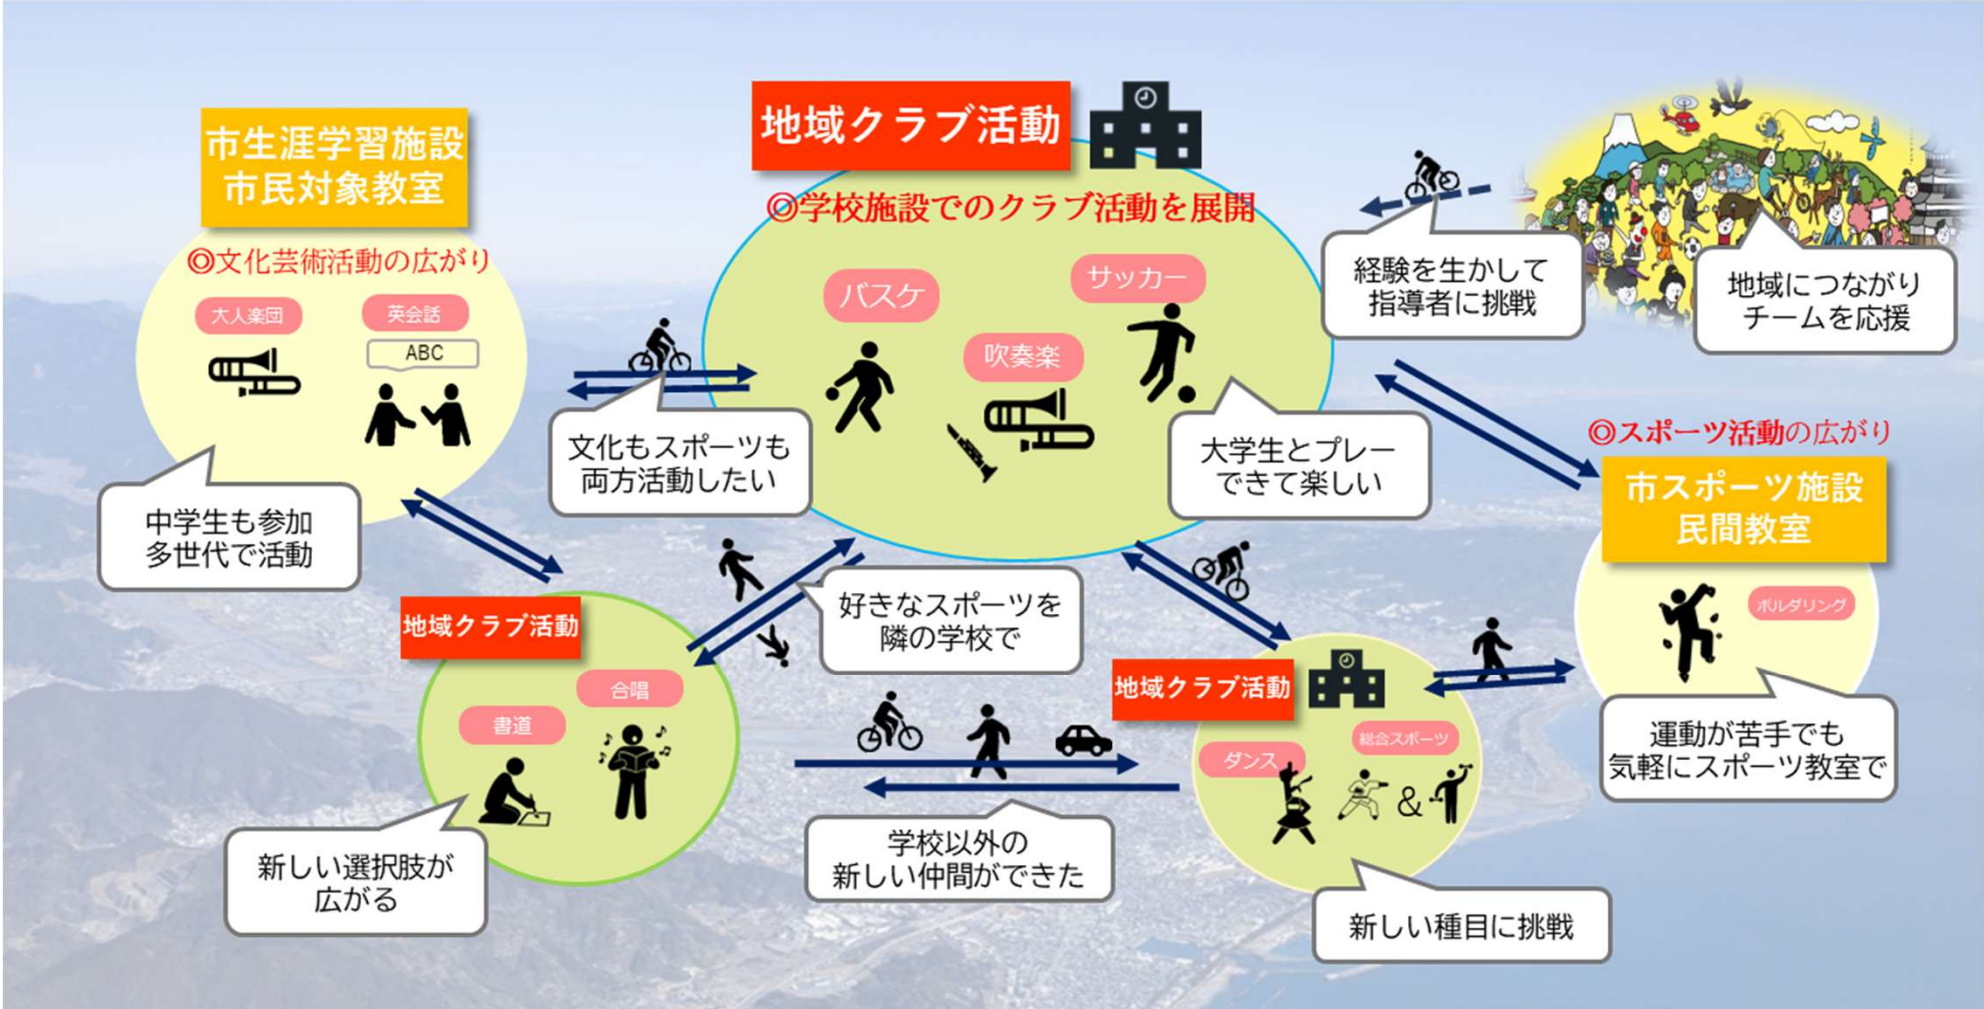 市生涯学習施設
市民対象教室
◎文化芸術活動の広がり
大人楽団
英会話
ABC
中学生も参加
多世代で活動
地域クラブ活動
◎学校施設でのクラブ活動を展開
バスケ
サッカー
吹奏楽
文化もスポーツも
両方活動したい
大学生とプレー
できて楽しい
経験を生かして
指導者に挑戦
地域につながり
チームを応援
◎スポーツ活動の広がり
市スポーツ施設
民間教室
ボルダリング
運動が苦手でも
気軽にスポーツ教室で
地域クラブ活動
合唱
書道
新しい選択肢が
広がる
好きなスポーツを
隣の学校で
学校以外の
新しい仲間ができた
地域クラブ活動
総合スポーツ
ダンス
&
新しい種目に挑戦